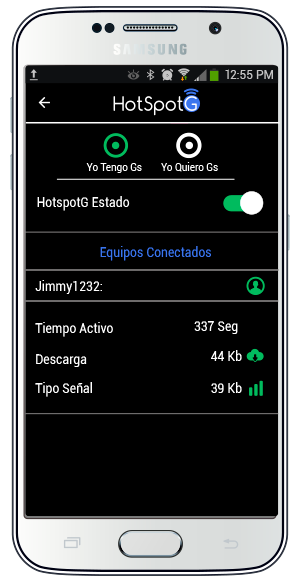 SAMSUNG
12:55 PM
HotSpotG
Yo Tengo Gs Yo Quiero Gs
HotspotG Estado
Equipos Conectados
Jimmy1232:
Tiempo Activo 337 Seg
Descarga 44 Kb
Tipo Señal 39 Kb